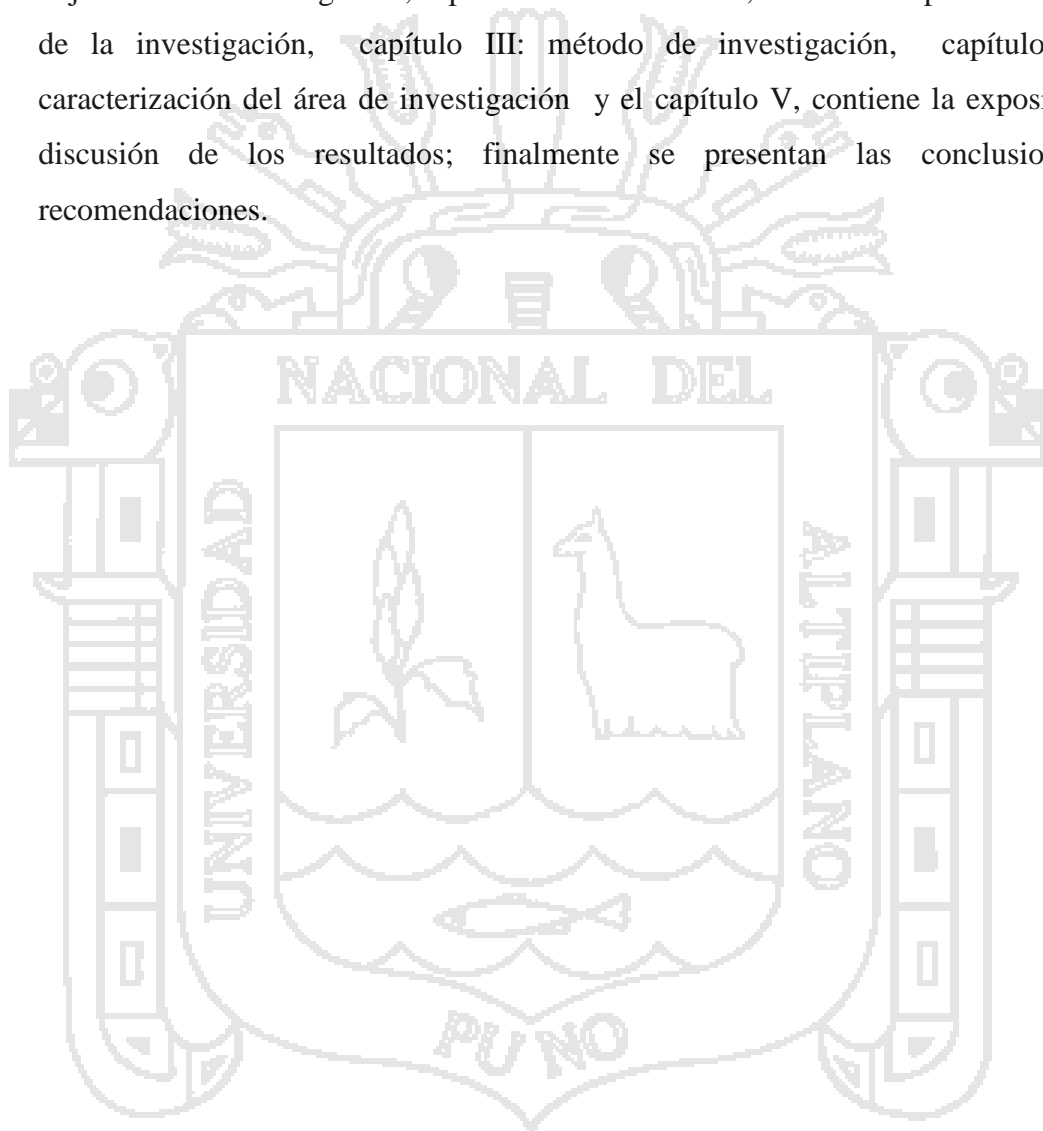 de la investigación, capítulo III: método de investigación, capítulo
caracterización del área de investigación y el capítulo V, contiene la
discusión de los resultados; finalmente se presentan las
recomendaciones.
NACIONAL DEL
UNIVERSIDAD
ALTIPLANO
PUNO